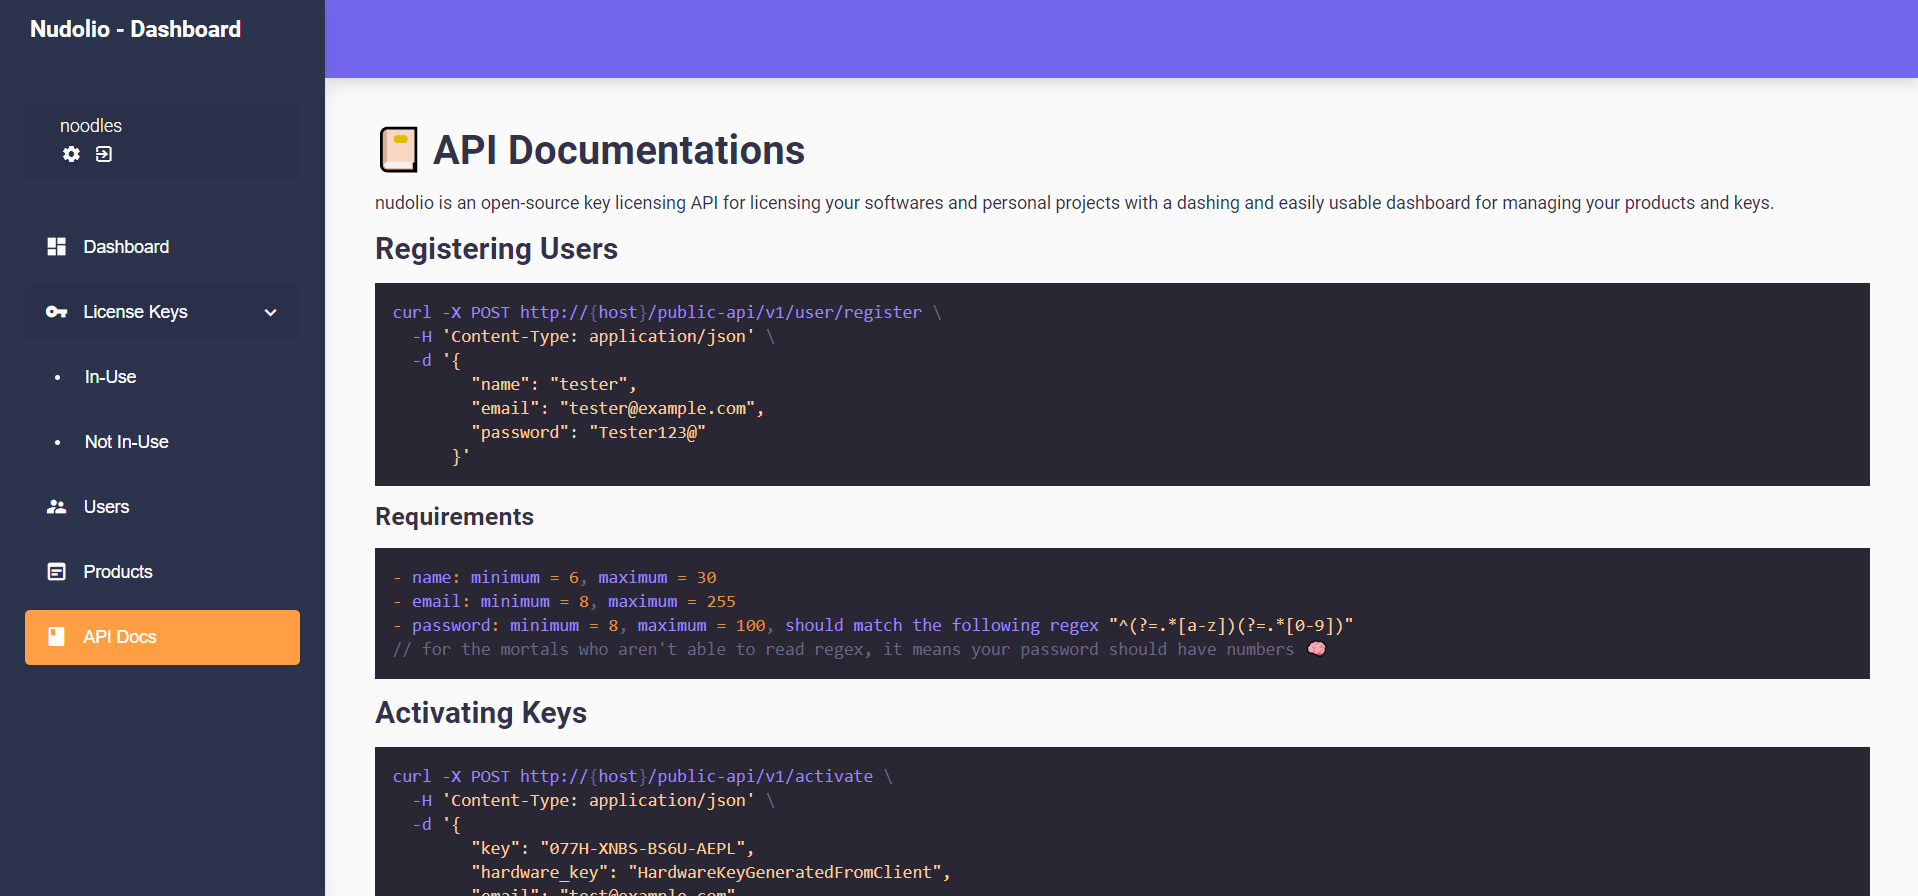 Nudolio - Dashboard
noodles
Dashboard
License Keys
In-Use
Not In-Use
Users
Products
API Docs
API Documentations
nudolio is an open-source key licensing API for licensing your softwares and personal projects with a dashing and easily usable dashboard for managing your products and keys.
Registering Users
curl -X POST http://{host}/public-api/v1/user/register \
-H 'Content-Type: application/json' \
-d '{
"name": "tester",
"email": "tester@example.com",
"password": "Tester123@"
}'
Requirements
- name: minimum = 6, maximum = 30
- email: minimum = 8, maximum = 255
- password: minimum = 8, maximum = 100, should match the following regex "^(?=.*[a-z])(?=.*[0-9])"
// for the mortals who aren't able to read regex, it means your password should have numbers 🧠
Activating Keys
curl -X POST http://{host}/public-api/v1/activate \
-H 'Content-Type: application/json' \
-d '{
"key": "077H-XNBS-BS6U-AEPL",
"hardware_key": "HardwareKeyGeneratedFromClient",
"email": "test@example.com"